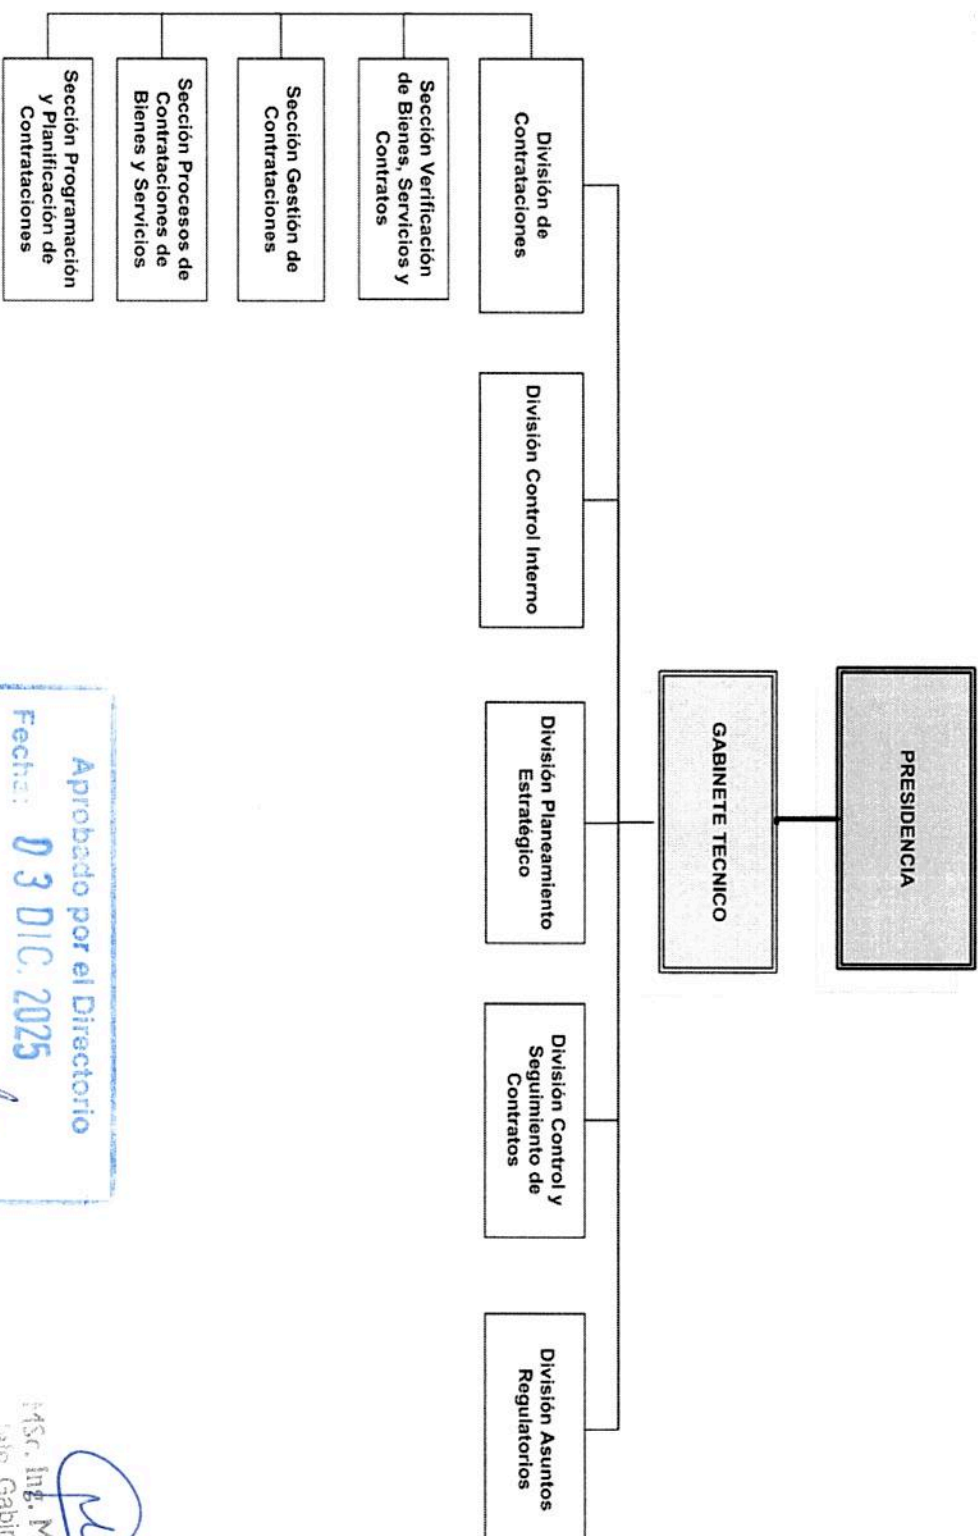 PRESIDENCIA
GABINETE TECNICO
División de
Contrataciones
División Control Interno
División Planeamiento
Estratégico
División Control y
Seguimiento de
Contratos
División Asuntos
Regulatorios
Sección Verificación
de Bienes, Servicios y
Contratos
Sección Gestión de
Contrataciones
Sección Procesos de
Contrataciones de
Bienes y Servicios
Sección Programación
y Planificación de
Contrataciones
Aprobado por el Directorio
Fecha: 03 DIC. 2025
MSc. Ing. M